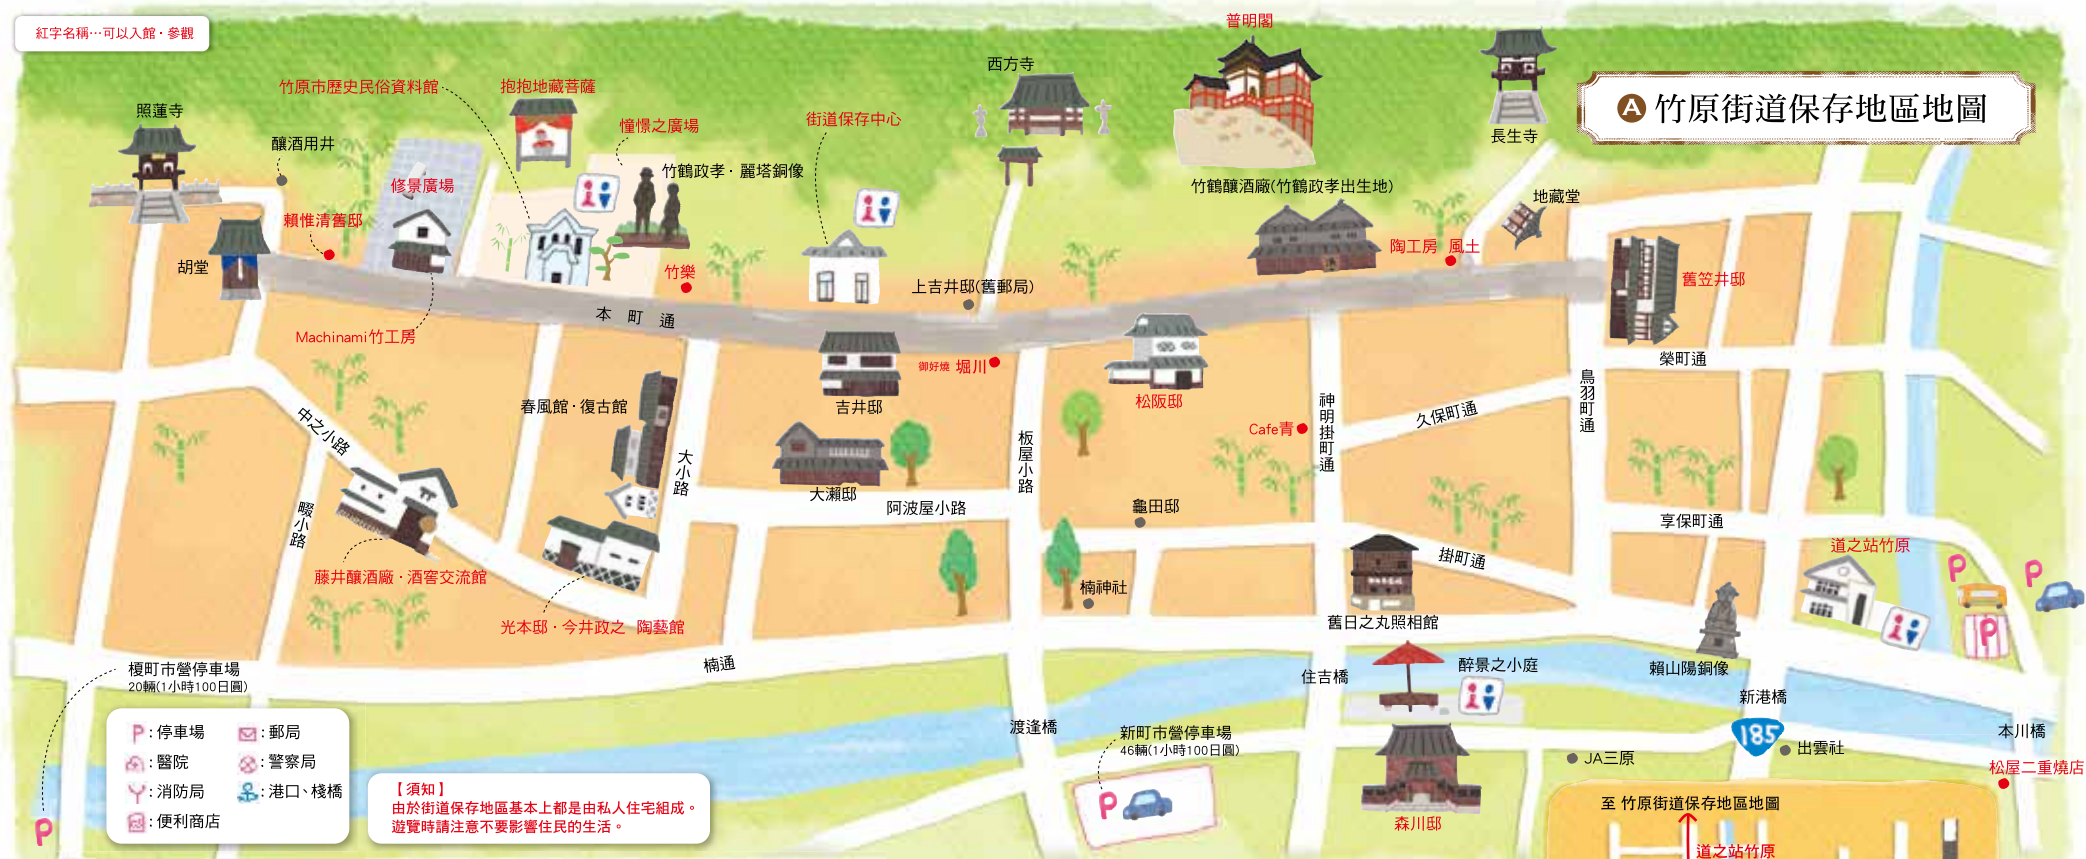 紅字名稱…可以入館·參觀
A 竹原街道保存地區地圖
普明閣
西方寺
長生寺
照蓮寺
釀酒用井
竹原市歷史民俗資料館
抱抱地藏菩薩
憧憬之廣場
竹鶴政孝·麗塔銅像
街道保存中心
竹鶴釀酒廠(竹鶴政孝出生地)
地藏堂
修景廣場
賴惟清舊邸
胡堂
竹樂
上吉井邸(舊郵局)
陶工房 風土
舊笠井邸
Machinami竹工房
本町通
御好燒 堀川
吉井邸
松阪邸
榮町通
鳥羽町通
神明掛町通
久保町通
Cafe青
春風館·復古館
中之小路
大小路
板屋小路
大瀨邸
阿波屋小路
龜田邸
畷小路
享保町通
掛町通
道之站竹原
P
P
P
藤井釀酒廠·酒窖交流館
光本邸·今井政之 陶藝館
楠神社
舊日之丸照相館
楠通
住吉橋
醉景之小庭
賴山陽銅像
新港橋
榎町市營停車場
20輛(1小時100日圓)
渡逢橋
新町市營停車場
46輛(1小時100日圓)
P
185
出雲社
JA三原
本川橋
松屋二重燒店
森川邸
P:停車場
:郵局
:醫院
:警察局
:消防局
:港口、棧橋
:便利商店
P
【須知】
由於街道保存地區基本上都是由私人住宅組成。
遊覽時請注意不要影響住民的生活。
至 竹原街道保存地區地圖
道之站竹原